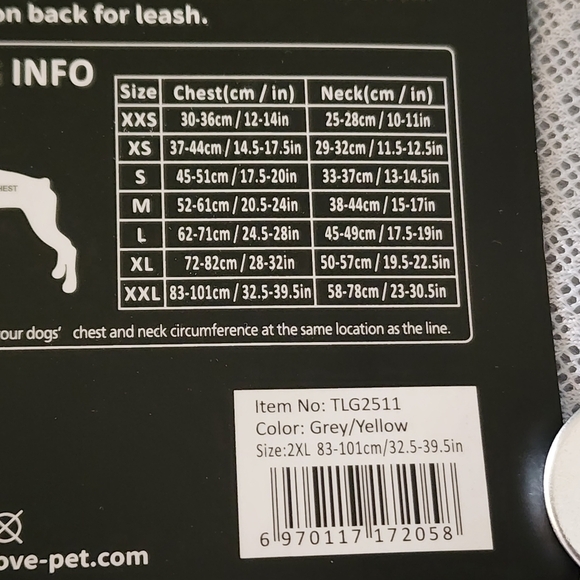 on back for leash.
INFO
Size Chest(cm / in) Neck(cm / in)
XXS 30-36cm / 12-14in 25-28cm / 10-11in
XS 37-44cm / 14.5-17.5in 29-32cm / 11.5-12.5in
S 45-51cm / 17.5-20in 33-37cm / 13-14.5in
M 52-61cm / 20.5-24in 38-44cm / 15-17in
L 62-71cm / 24.5-28in 45-49cm / 17.5-19in
XL 72-82cm / 28-32in 50-57cm / 19.5-22.5in
XXL 83-101cm / 32.5-39.5in 58-78cm / 23-30.5in
our dogs' chest and neck circumference at the same location as the line.
Item No: TLG2511
Color: Grey/Yellow
Size:2XL 83-101cm/32.5-39.5in
6 970117 172058
ove-pet.com